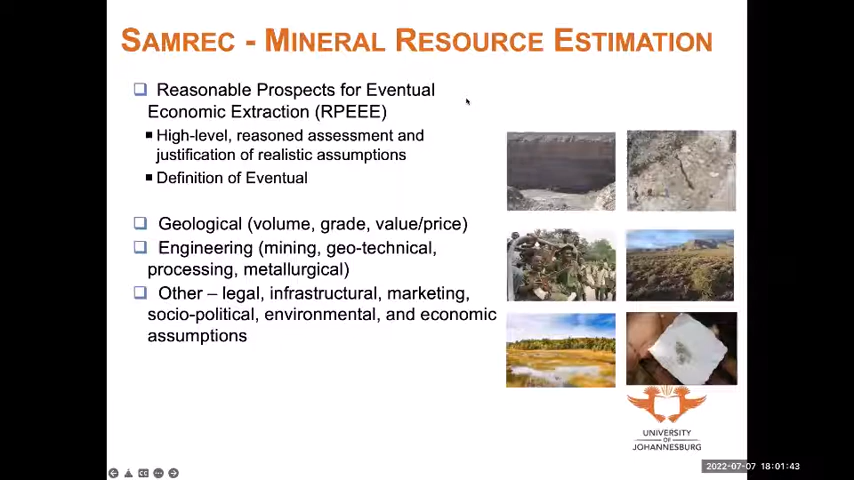 SAMREC - MINERAL RESOURCE ESTIMATION
Reasonable Prospects for Eventual
Economic Extraction (RPEEE)
High-level, reasoned assessment and
justification of realistic assumptions
Definition of Eventual
Geological (volume, grade, value/price)
Engineering (mining, geo-technical,
processing, metallurgical)
Other – legal, infrastructural, marketing,
socio-political, environmental, and economic
assumptions
UNIVERSITY
OF
JOHANNESBURG
CC
2022-07-07 18:01:43